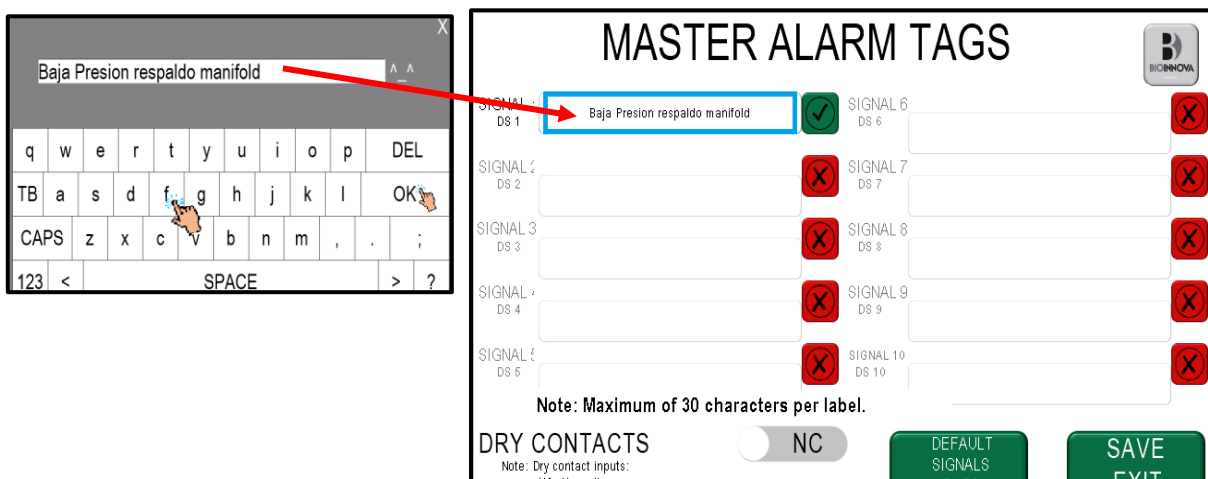 X
Baja Presion respaldo manifold
^_^
q w e r t y u i o p DEL
TB a s d f g h j k l OK
CAPS z x c v b n m , . ;
123 < SPACE > ?
MASTER ALARM TAGS
BIOINNOVA
SIGNAL
DS 1
Baja Presion respaldo manifold
SIGNAL 6
DS 6
SIGNAL 2
DS 2
SIGNAL 7
DS 7
SIGNAL 3
DS 3
SIGNAL 8
DS 8
SIGNAL
DS 4
SIGNAL 9
DS 9
SIGNAL 5
DS 5
SIGNAL 10
DS 10
Note: Maximum of 30 characters per label.
DRY CONTACTS
NC
Note: Dry contact inputs:
DEFAULT
SIGNALS
SAVE
EXIT